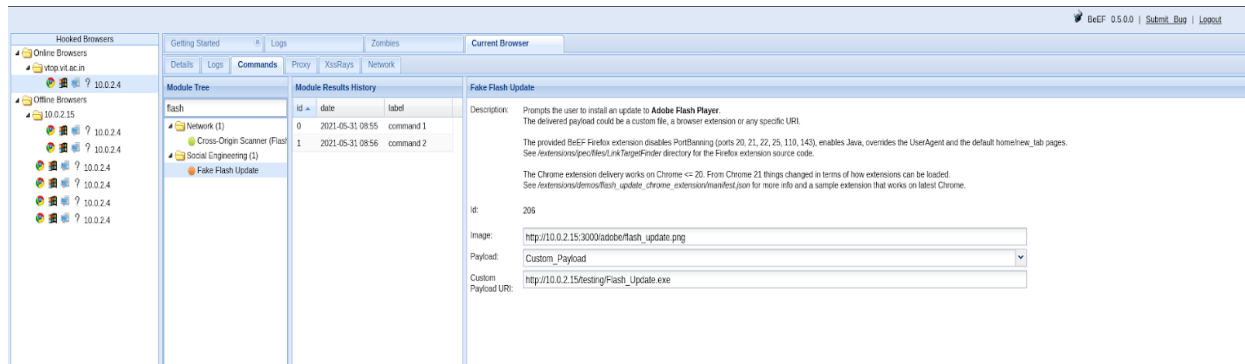 BeEF 0.5.0.0 | Submit Bug | Logout
Hooked Browsers
Online Browsers
vtop.vit.ac.in
? 10.0.2.4
Offline Browsers
10.0.2.15
? 10.0.2.4
? 10.0.2.4
? 10.0.2.4
? 10.0.2.4
? 10.0.2.4
? 10.0.2.4
Getting Started
Logs
Zombies
Current Browser
Details
Logs
Commands
Proxy
XssRays
Network
Module Tree
flash
Network (1)
Cross-Origin Scanner (Flash
Social Engineering (1)
Fake Flash Update
Module Results History
id date label
0 2021-05-31 08:55 command 1
1 2021-05-31 08:56 command 2
Fake Flash Update
Description: Prompts the user to install an update to Adobe Flash Player.
The delivered payload could be a custom file, a browser extension or any specific URI.
The provided BeEF Firefox extension disables PortBanning (ports 20, 21, 22, 25, 110, 143), enables Java, overrides the UserAgent and the default home/new_tab pages.
See /extensions/ipec/files/LinkTargetFinder directory for the Firefox extension source code.
The Chrome extension delivery works on Chrome <= 20. From Chrome 21 things changed in terms of how extensions can be loaded.
See /extensions/demos/flash_update_chrome_extension/manifest.json for more info and a sample extension that works on latest Chrome.
Id: 206
Image: http://10.0.2.15:3000/adobe/flash_update.png
Payload: Custom_Payload
Custom Payload URI: http://10.0.2.15/testing/Flash_Update.exe